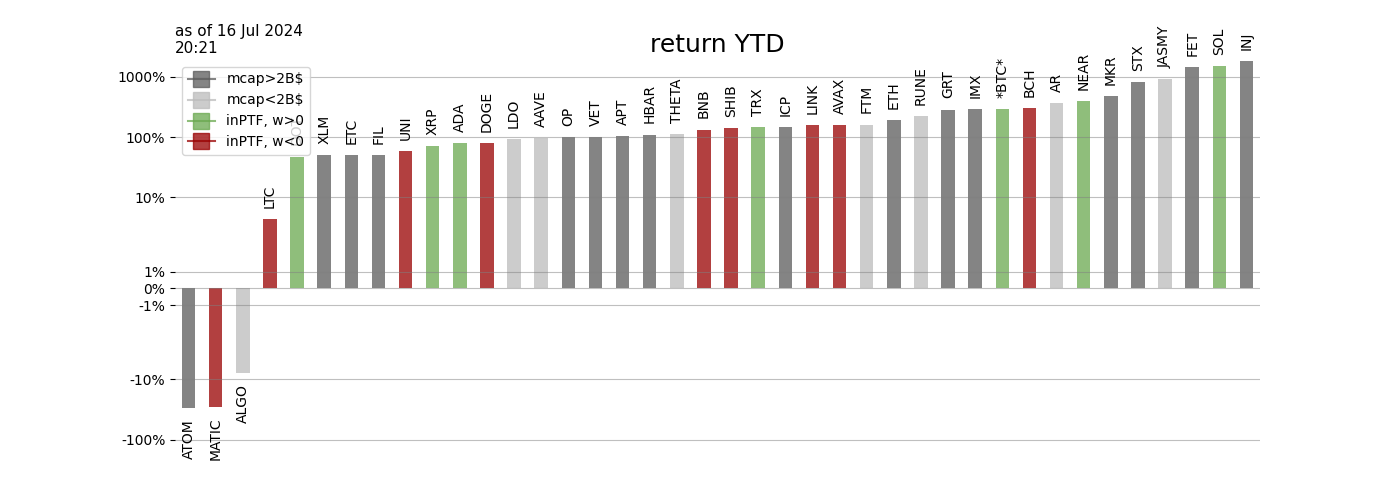 as of 16 Jul 2024
20:21
return YTD
mcap>2B$
mcap<2B$
inPTF, w>0
inPTF, w<0
1000%
100%
10%
1%
0%
-1%
-10%
-100%
ATOM
MATIC
ALGO
LTC
XLM
ETC
FIL
UNI
XRP
ADA
DOGE
LDO
AAVE
OP
VET
APT
HBAR
THETA
BNB
SHIB
TRX
ICP
LINK
AVAX
FTM
ETH
RUNE
GRT
IMX
*BTC*
BCH
AR
NEAR
MKR
STX
JASMY
FET
SOL
INJ